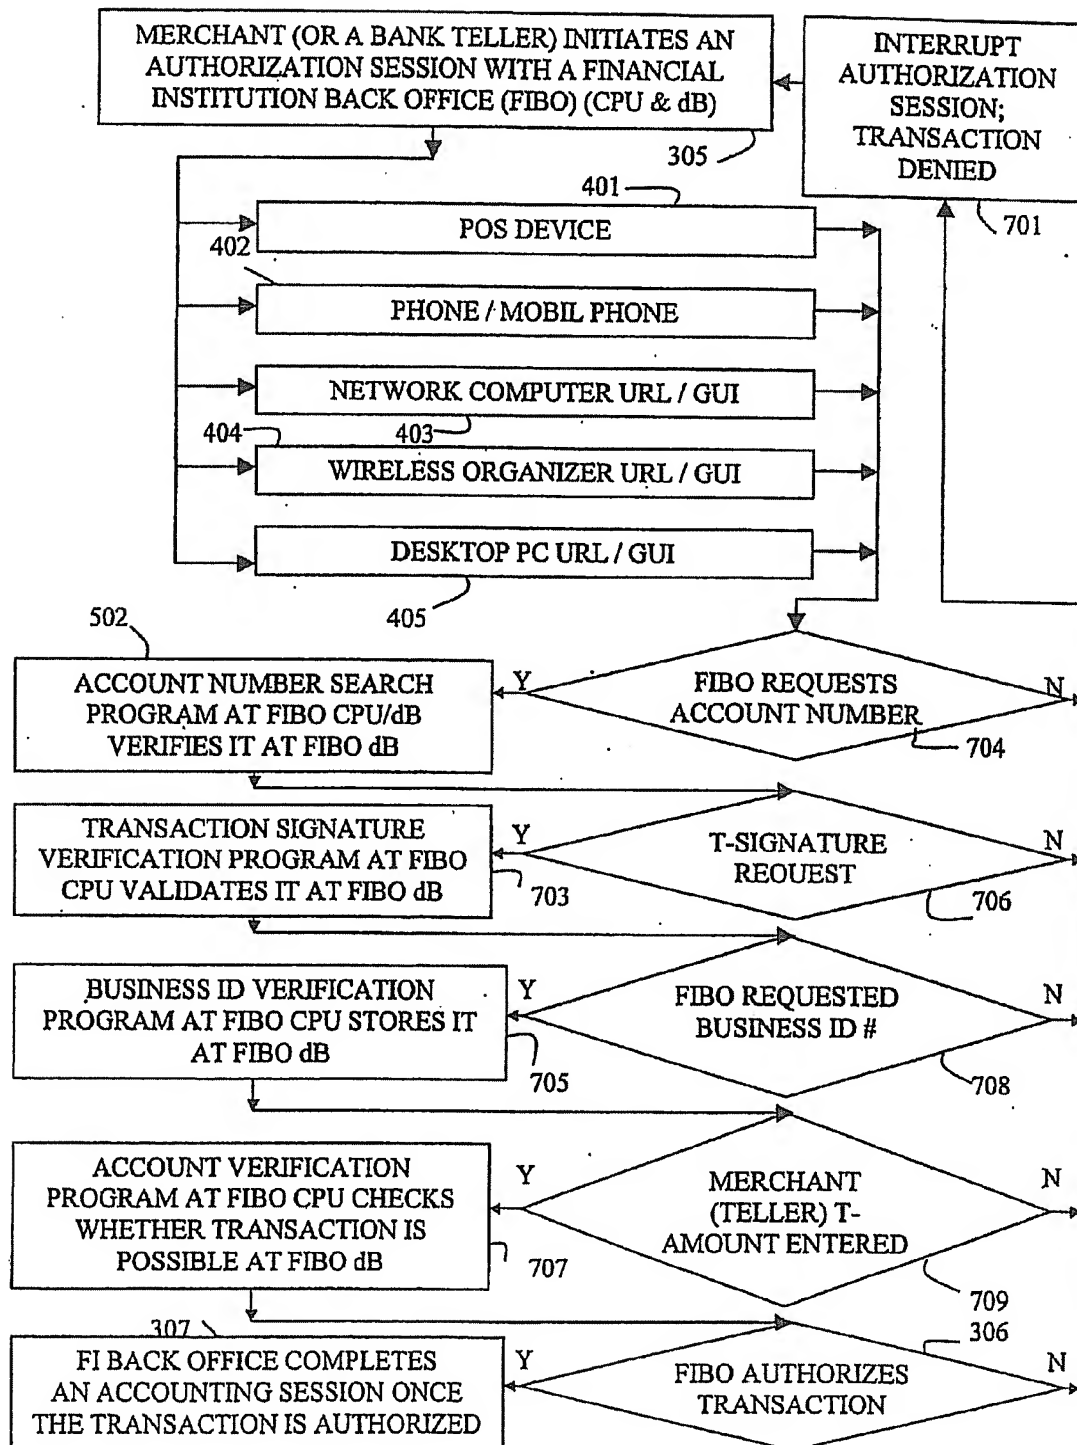 MERCHANT (OR A BANK TELLER) INITIATES AN
AUTHORIZATION SESSION WITH A FINANCIAL
INSTITUTION BACK OFFICE (FIBO) (CPU & dB)
305
INTERRUPT
AUTHORIZATION
SESSION;
TRANSACTION
DENIED
701
401
POS DEVICE
402
PHONE / MOBIL PHONE
NETWORK COMPUTER URL / GUI
403
404
WIRELESS ORGANIZER URL / GUI
DESKTOP PC URL / GUI
405
502
ACCOUNT NUMBER SEARCH
PROGRAM AT FIBO CPU/dB
VERIFIES IT AT FIBO dB
Y
FIBO REQUESTS
ACCOUNT NUMBER
N
704
TRANSACTION SIGNATURE
VERIFICATION PROGRAM AT FIBO
CPU VALIDATES IT AT FIBO dB
703
Y
T-SIGNATURE
REOUEST
N
706
BUSINESS ID VERIFICATION
PROGRAM AT FIBO CPU STORES IT
AT FIBO dB
705
Y
FIBO REQUESTED
BUSINESS ID #
N
708
ACCOUNT VERIFICATION
PROGRAM AT FIBO CPU CHECKS
WHETHER TRANSACTION IS
POSSIBLE AT FIBO dB
707
Y
MERCHANT
(TELLER) T-
AMOUNT ENTERED
N
709
307
FI BACK OFFICE COMPLETES
AN ACCOUNTING SESSION ONCE
THE TRANSACTION IS AUTHORIZED
Y
306
FIBO AUTHORIZES
TRANSACTION
N